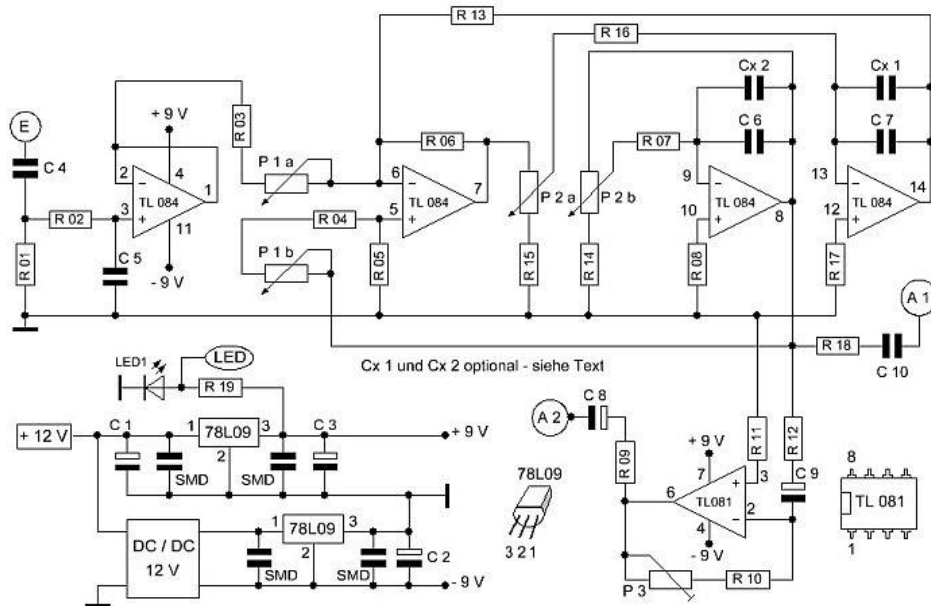 R 13
R 16
Cx 2
Cx 1
E
+ 9 V
R 03
R 06
R 07
C 6
C 7
C 4
P 1 a
4
2
1
6
7
9
13
14
TL 084
TL 084
P 2 a
P 2 b
TL 084
TL 084
R 02
3
11
R 04
5
10
8
12
R 01
C 5
- 9 V
P 1 b
R 05
R 15
R 14
R 08
R 17
A 1
R 18
C 10
Cx 1 und Cx 2 optional - siehe Text
LED1
LED
R 19
+ 12 V
C 1
1
78L09
3
C 3
+ 9 V
2
SMD
SMD
A 2
C 8
R 09
+ 9 V
R 11
R 12
C 9
7
3
6
TL081
2
4
- 9 V
78L09
3 2 1
8
TL 081
1
DC / DC
12 V
1
78L09
3
2
SMD
SMD
C 2
- 9 V
P 3
R 10